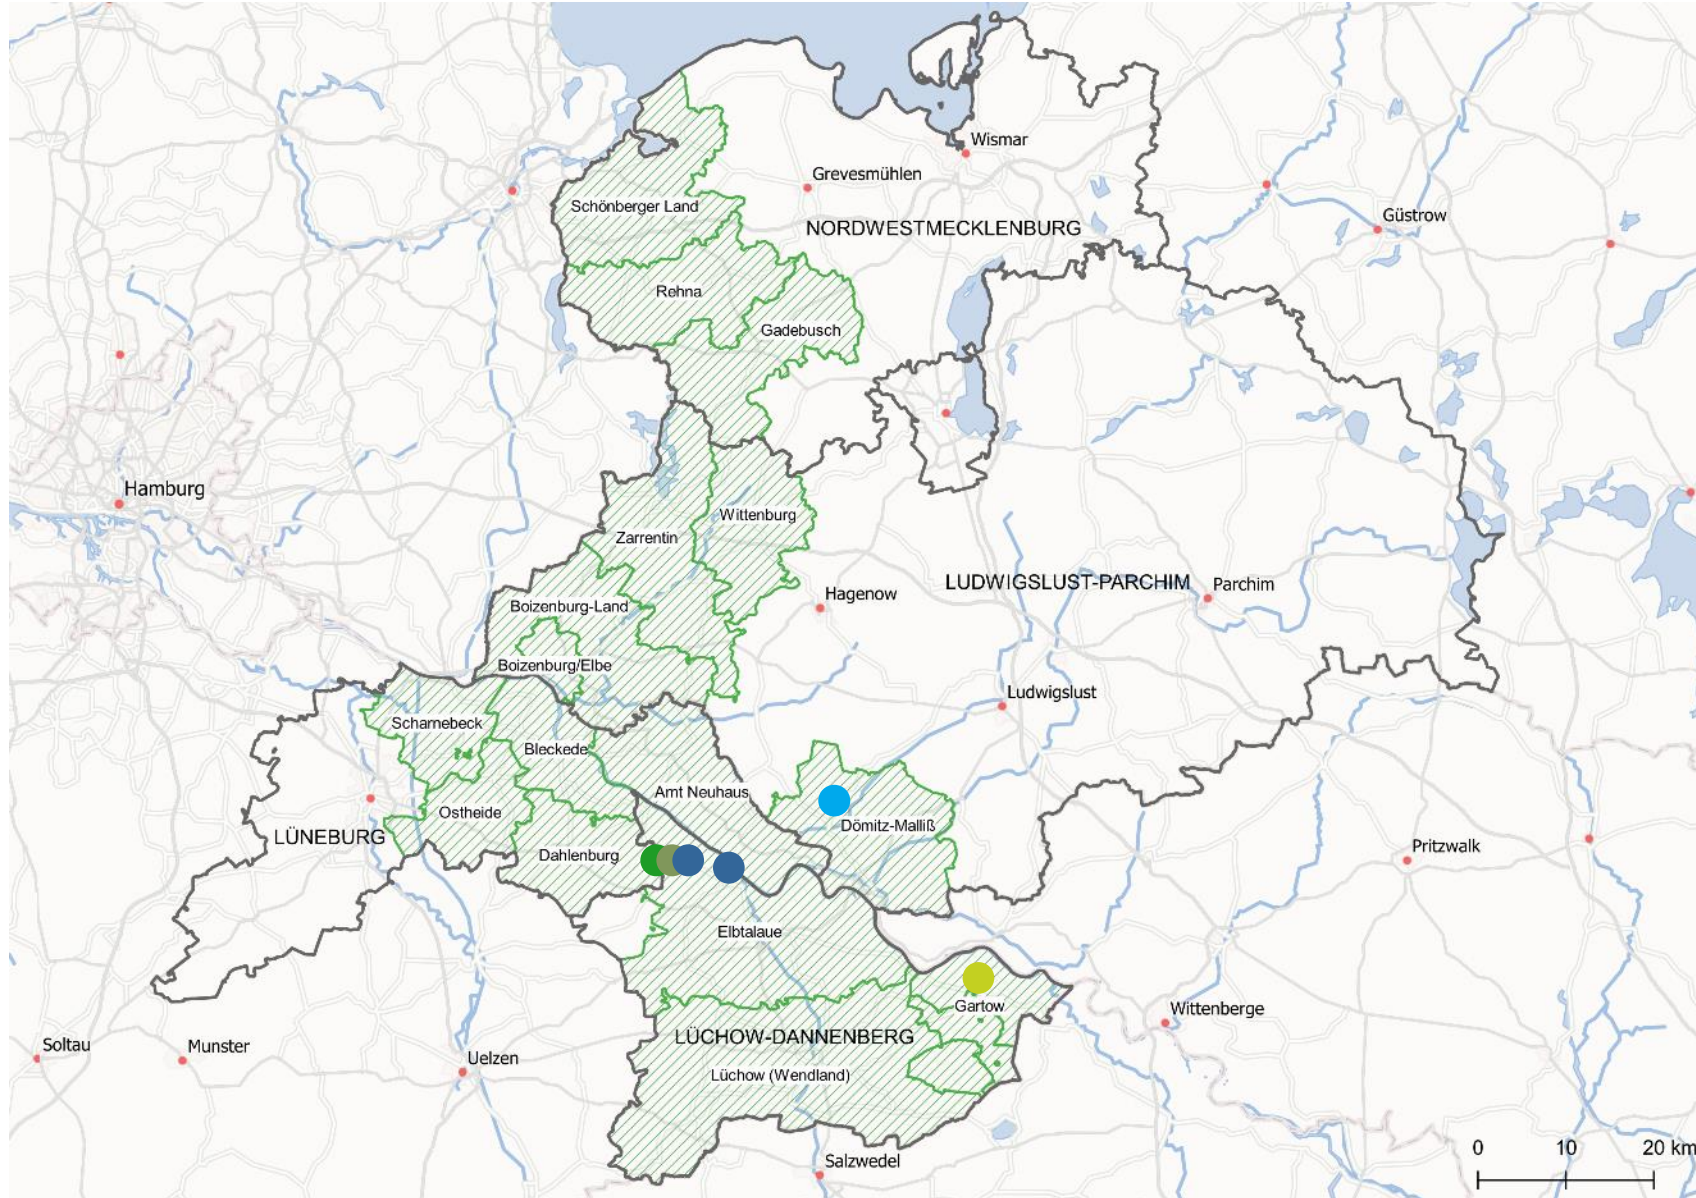 Wismar
Grevesmühlen
Schönberger Land
Güstrow
NORDWESTMECKLENBURG
Rehna
Gadebusch
Hamburg
Wittenburg
Zarrentin
LUDWIGSLUST-PARCHIM
Parchim
Hagenow
Boizenburg-Land
Boizenburg/Elbe
Ludwigslust
Scharnebeck
Bleckede
Amt Neuhaus
Ostheide
Dömitz-Malliß
LÜNEBURG
Pritzwalk
Dahlenburg
Elbtalaue
Gartow
Wittenberge
LÜCHOW-DANNENBERG
Soltau
Munster
Uelzen
Lüchow (Wendland)
Salzwedel
0 10 20 km